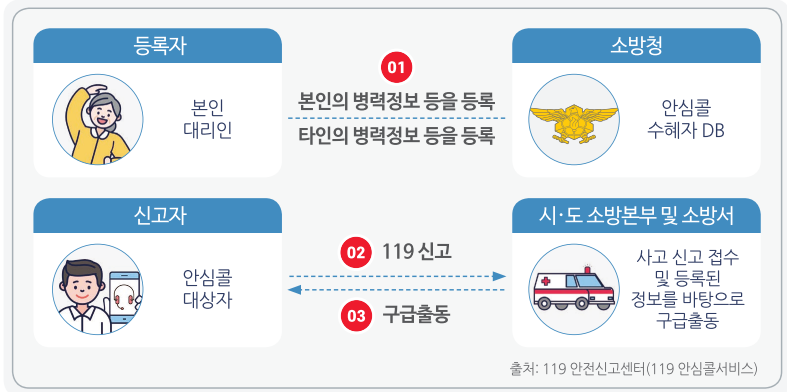 등록자
본인
대리인
01
본인의 병력정보 등을 등록
타인의 병력정보 등을 등록
소방청
안심콜
수혜자 DB
신고자
안심콜
대상자
02 119 신고
03 구급출동
시·도 소방본부 및 소방서
사고 신고 접수
및 등록된
정보를 바탕으로
구급출동
출처: 119 안전신고센터(119 안심콜서비스)